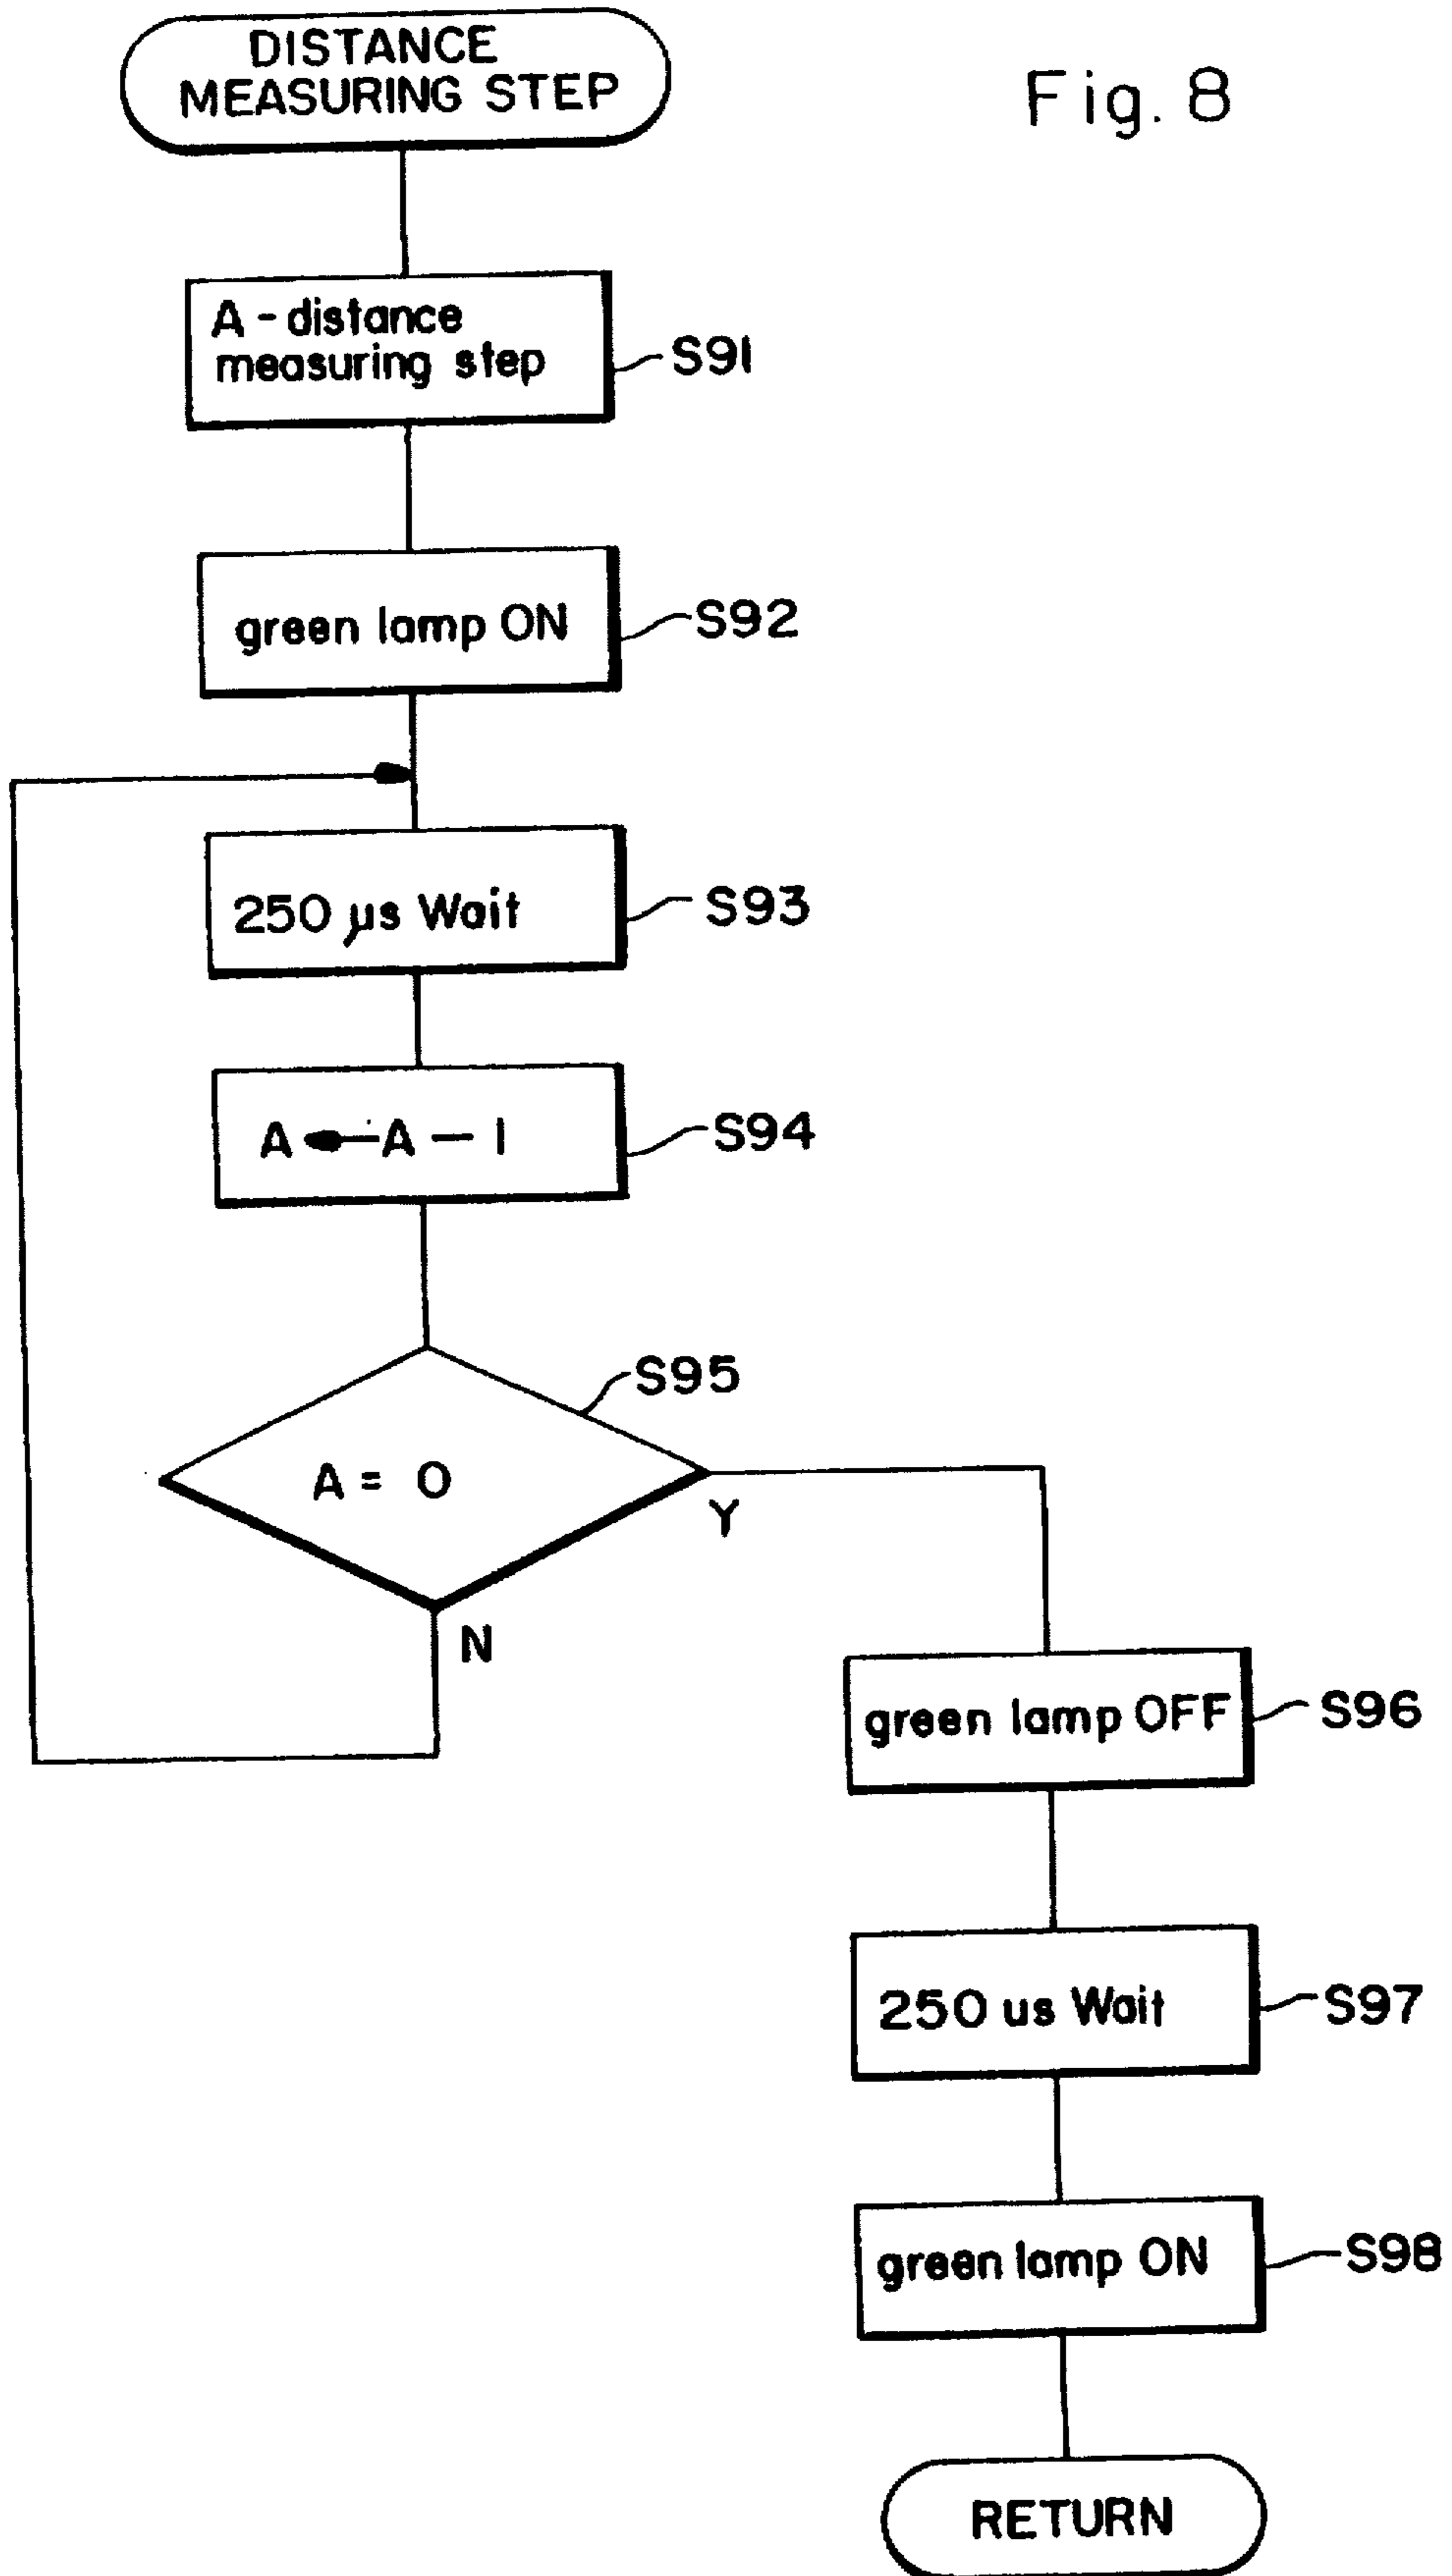 Fig. 8
DISTANCE
MEASURING STEP
A - distance
measuring step
S91
green lamp ON
S92
250 µs Wait
S93
A ← A — 1
S94
S95
A = 0
Y
N
green lamp OFF
S96
250 us Wait
S97
green lamp ON
S98
RETURN